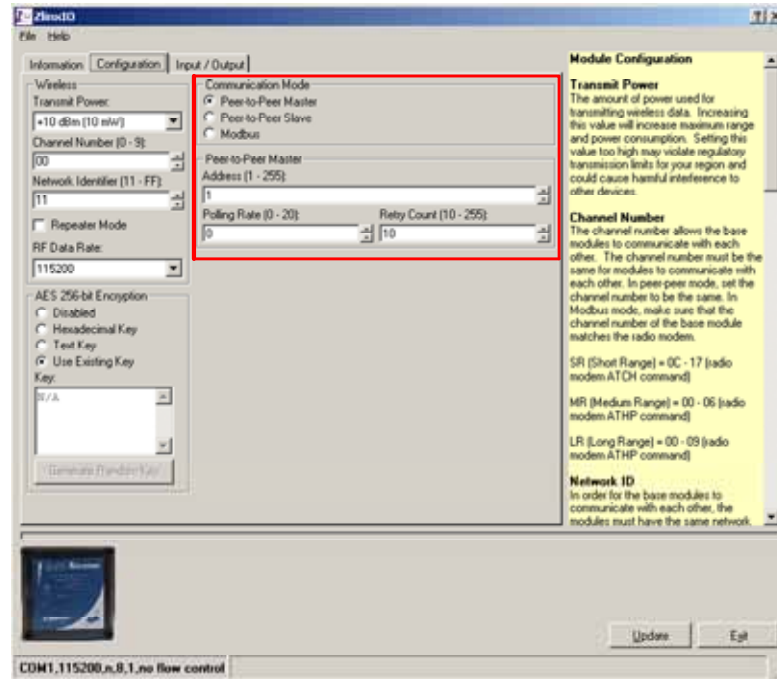 ZlinxIO
File Help
Information Configuration Input / Output
Wireless
Transmit Power:
+10 dBm (10 mW)
Channel Number (0 - 9):
00
Network Identifier (11 - FF):
11
Repeater Mode
RF Data Rate:
115200
AES 256-bit Encryption
Disabled
Hexadecimal Key
Text Key
Use Existing Key
Key:
N/A
Generate Random Key
Communication Mode
Peer-to-Peer Master
Peer-to-Peer Slave
Modbus
Peer-to-Peer Master
Address (1 - 255):
1
Polling Rate (0 - 20): Retry Count (10 - 255):
0 10
Module Configuration
Transmit Power
The amount of power used for
transmitting wireless data. Increasing
this value will increase maximum range
and power consumption. Setting this
value too high may violate regulatory
transmission limits for your region and
could cause harmful interference to
other devices.
Channel Number
The channel number allows the base
modules to communicate with each
other. The channel number must be the
same for modules to communicate with
each other. In peer-peer mode, set the
channel number to be the same. In
Modbus mode, make sure that the
channel number of the base module
matches the radio modem.
SR (Short Range) = 0C - 17 (radio
modem ATCH command)
MR (Medium Range) = 00 - 06 (radio
modem ATHP command)
LR (Long Range) = 00 - 09 (radio
modem ATHP command)
Network ID
In order for the base modules to
communicate with each other, the
modules must have the same network
Update Exit
COM1,115200,n,8,1,no flow control